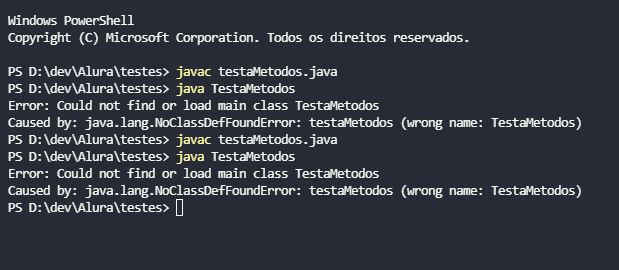 Windows PowerShell
Copyright (C) Microsoft Corporation. Todos os direitos reservados.
PS D:\dev\Alura\testes> javac testaMetodos.java
PS D:\dev\Alura\testes> java TestaMetodos
Error: Could not find or load main class TestaMetodos
Caused by: java.lang.NoClassDefFoundError: testaMetodos (wrong name: TestaMetodos)
PS D:\dev\Alura\testes> javac testaMetodos.java
PS D:\dev\Alura\testes> java TestaMetodos
Error: Could not find or load main class TestaMetodos
Caused by: java.lang.NoClassDefFoundError: testaMetodos (wrong name: TestaMetodos)
PS D:\dev\Alura\testes>